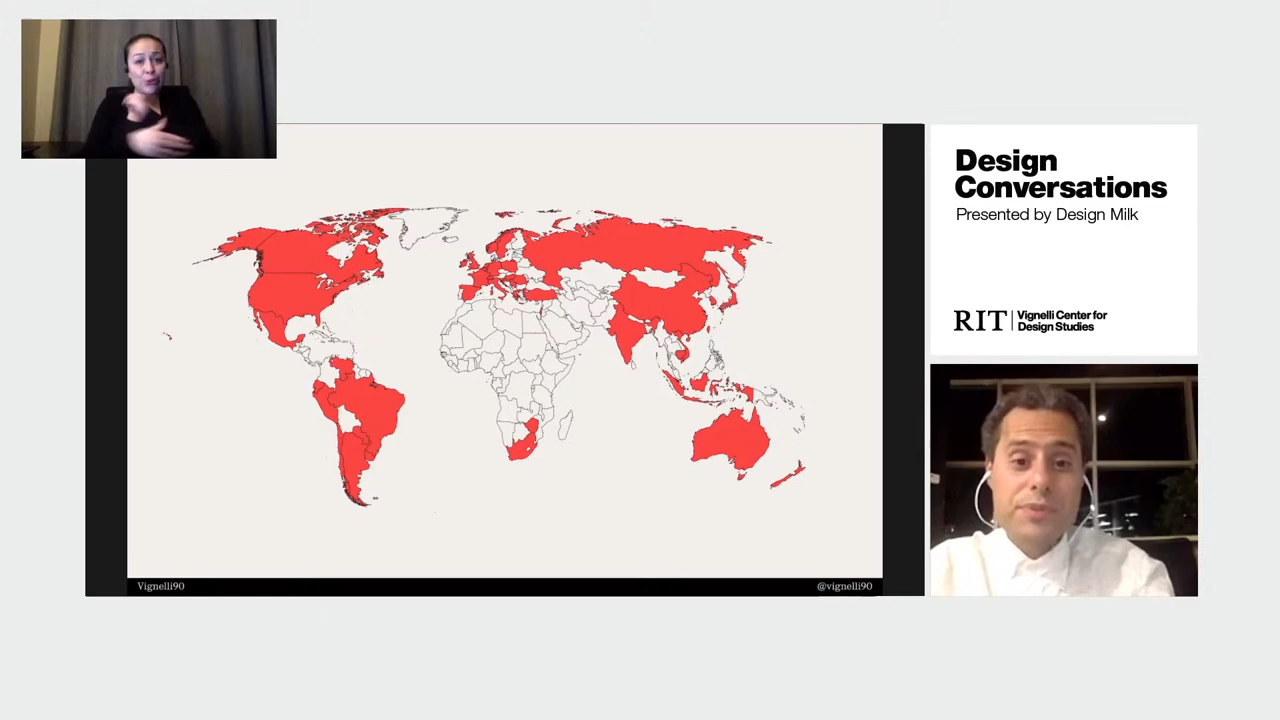 Design
Conversations
Presented by Design Milk
RIT
Vignelli Center for
Design Studies
Vignelli90
@vignelli90